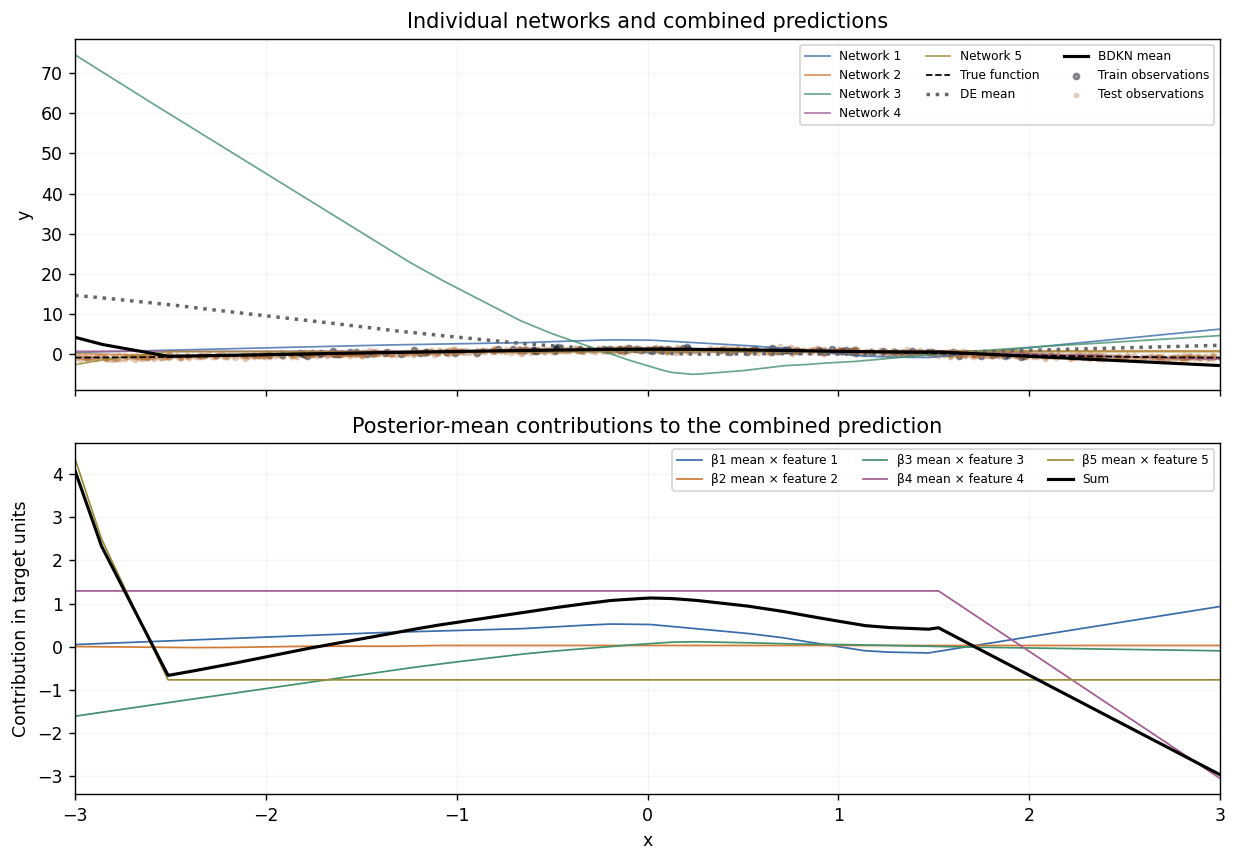 Individual networks and combined predictions
y
70
60
50
40
30
20
10
0
Network 1
Network 2
Network 3
Network 4
Network 5
True function
DE mean
BDKN mean
Train observations
Test observations
Posterior-mean contributions to the combined prediction
Contribution in target units
4
3
2
1
0
−1
−2
−3
β1 mean × feature 1
β2 mean × feature 2
β3 mean × feature 3
β4 mean × feature 4
β5 mean × feature 5
Sum
−3
−2
−1
0
1
2
3
x